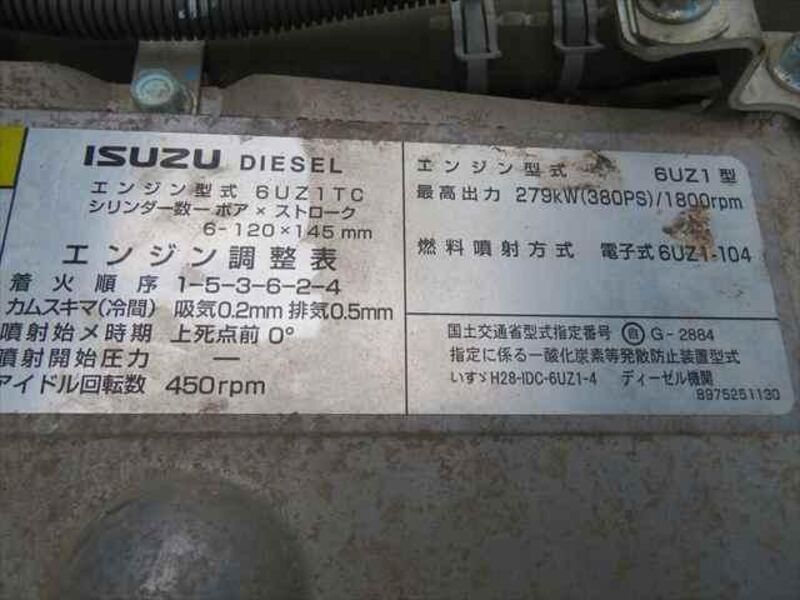 ISUZU DIESEL
エンジン型式 6UZ1TC
シリンダー数ー ボア × ストローク
6-120×145 mm
エンジン調整表
着火順序 1-5-3-6-2-4
カムスキマ(冷間) 吸気0.2mm 排気0.5mm
噴射始メ時期 上死点前 0°
噴射開始圧力 ―
アイドル回転数 450rpm
エンジン型式 6UZ1型
最高出力 279kW(380PS)/1800rpm
燃料噴射方式 電子式 6UZ1-104
国土交通省型式指定番号 G-2884
指定に係る一酸化炭素等発散防止装置型式
いすゞ H28-IDC-6UZ1-4 ディーゼル機関
8975251130